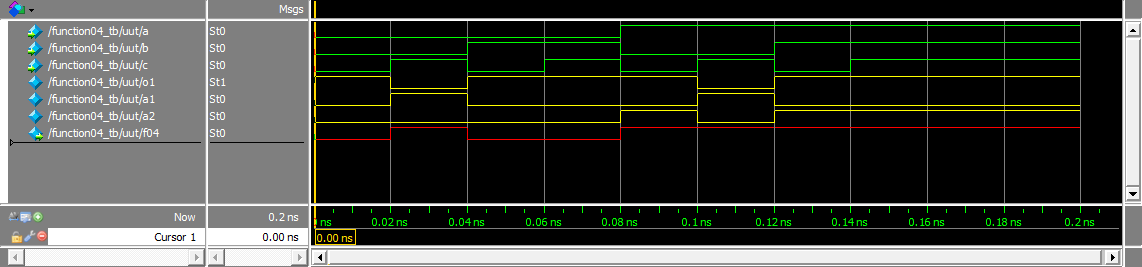 Msgs
/function04_tb/uut/a St0
/function04_tb/uut/b St0
/function04_tb/uut/c St0
/function04_tb/uut/o1 St1
/function04_tb/uut/a1 St0
/function04_tb/uut/a2 St0
/function04_tb/uut/f04 St0
Now 0.2 ns ns 0.02 ns 0.04 ns 0.06 ns 0.08 ns 0.1 ns 0.12 ns 0.14 ns 0.16 ns 0.18 ns 0.2 ns
Cursor 1 0.00 ns 0.00 ns